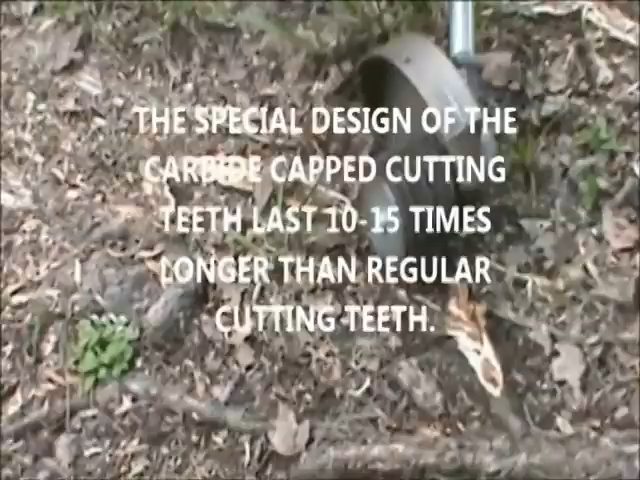 THE SPECIAL DESIGN OF THE
CARBIDE CAPPED CUTTING
TEETH LAST 10-15 TIMES
LONGER THAN REGULAR
CUTTING TEETH.